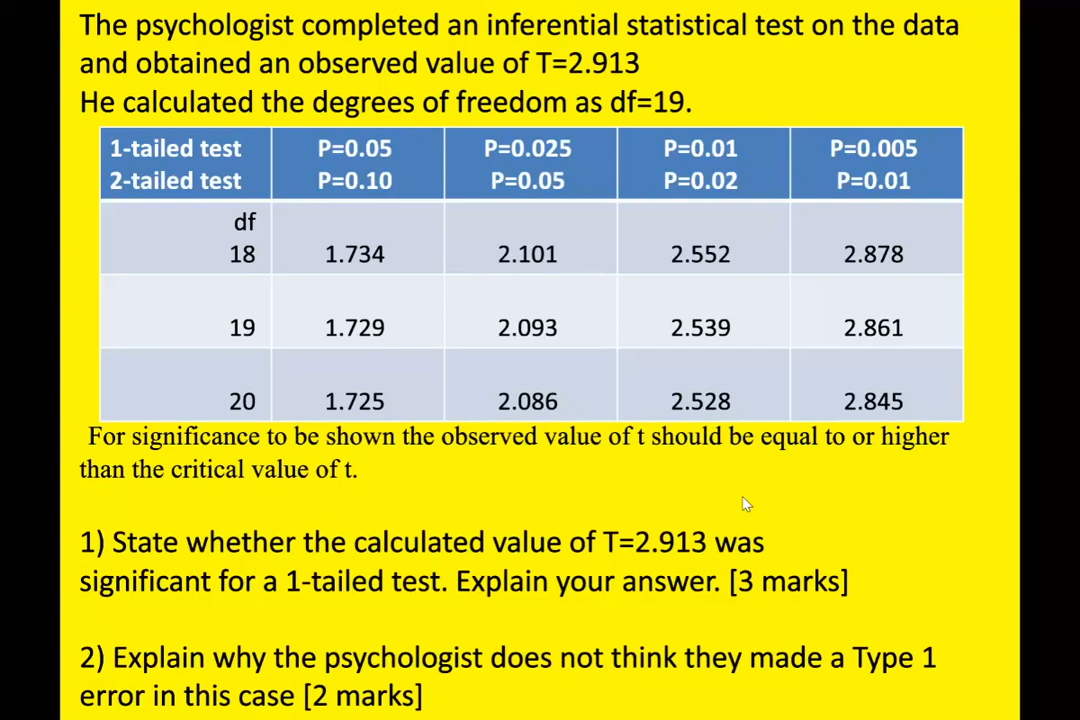 The psychologist completed an inferential statistical test on the data
and obtained an observed value of T=2.913
He calculated the degrees of freedom as df=19.
1-tailed test P=0.05 P=0.025 P=0.01 P=0.005
2-tailed test P=0.10 P=0.05 P=0.02 P=0.01
df
18 1.734 2.101 2.552 2.878
19 1.729 2.093 2.539 2.861
20 1.725 2.086 2.528 2.845
For significance to be shown the observed value of t should be equal to or higher
than the critical value of t.
1) State whether the calculated value of T=2.913 was
significant for a 1-tailed test. Explain your answer. [3 marks]
2) Explain why the psychologist does not think they made a Type 1
error in this case [2 marks]